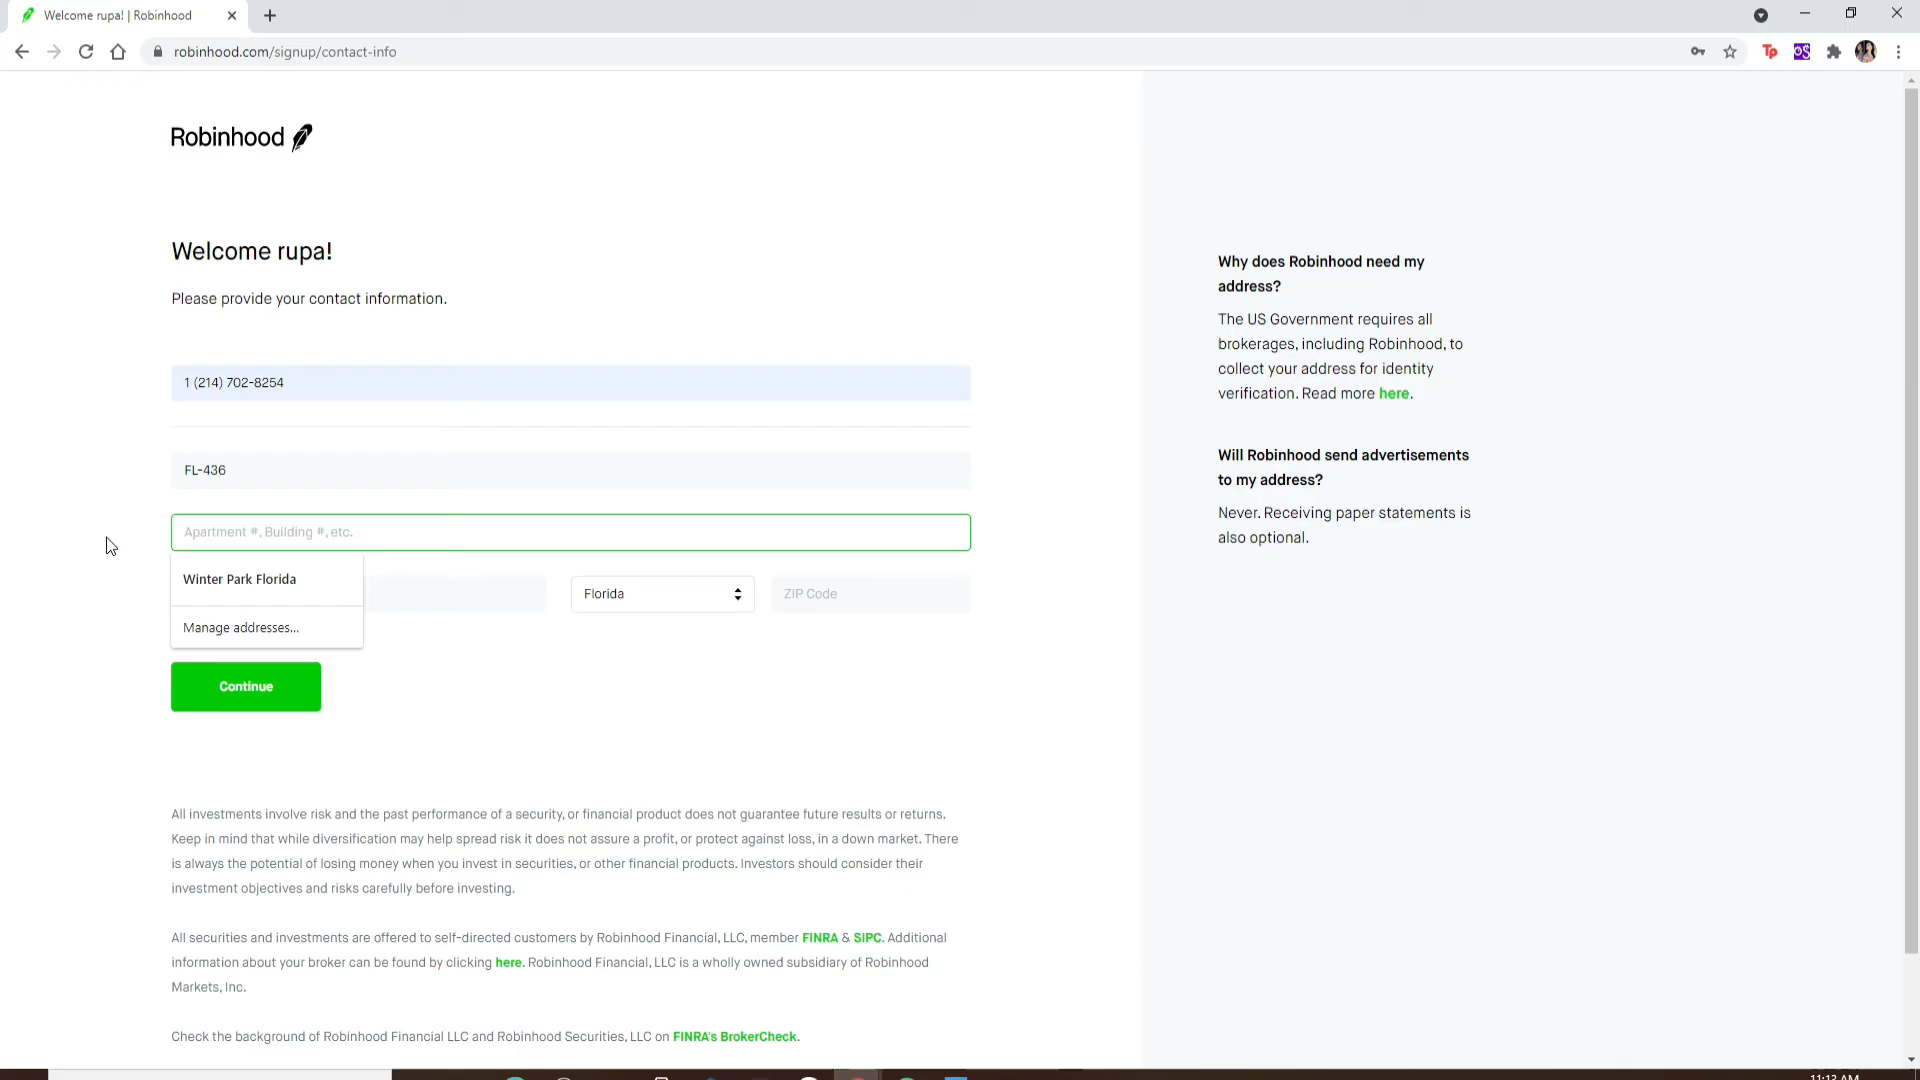 Welcome rupa! | Robinhood
robinhood.com/signup/contact-info
Tp
Robinhood
Welcome rupa!
Please provide your contact information.
1 (214) 702-8254
FL-436
Apartment #, Building #, etc.
Winter Park Florida
Manage addresses...
Florida
ZIP Code
Continue
All investments involve risk and the past performance of a security, or financial product does not guarantee future results or returns.
Keep in mind that while diversification may help spread risk it does not assure a profit, or protect against loss, in a down market. There
is always the potential of losing money when you invest in securities, or other financial products. Investors should consider their
investment objectives and risks carefully before investing.
All securities and investments are offered to self-directed customers by Robinhood Financial, LLC, member FINRA & SIPC. Additional
information about your broker can be found by clicking here. Robinhood Financial, LLC is a wholly owned subsidiary of Robinhood
Markets, Inc.
Check the background of Robinhood Financial LLC and Robinhood Securities, LLC on FINRA's BrokerCheck.
Why does Robinhood need my
address?
The US Government requires all
brokerages, including Robinhood, to
collect your address for identity
verification. Read more here.
Will Robinhood send advertisements
to my address?
Never. Receiving paper statements is
also optional.